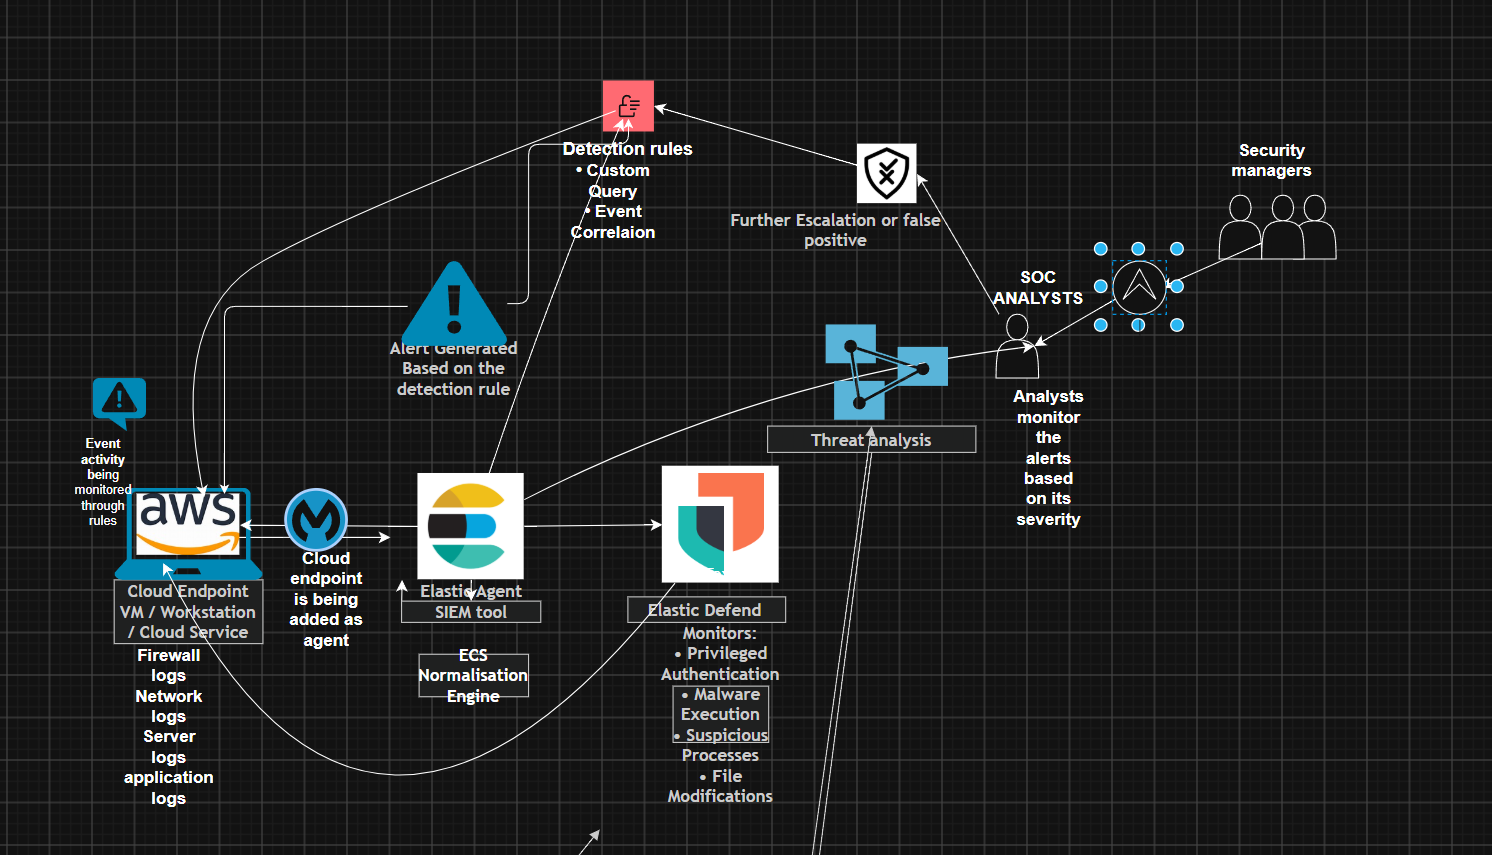 Detection rules
• Custom
Query
• Event
Correlaion
Further Escalation or false
positive
Security
managers
SOC
ANALYSTS
Alert Generated
Based on the
detection rule
Event
activity
being
monitored
through
rules
aws
Cloud Endpoint
VM / Workstation
/ Cloud Service
Firewall
logs
Network
logs
Server
logs
application
logs
Cloud
endpoint
is being
added as
agent
Elastic Agent
SIEM tool
ECS
Normalisation
Engine
Elastic Defend
Monitors:
• Privileged
Authentication
• Malware
Execution
• Suspicious
Processes
• File
Modifications
Threat analysis
Analysts
monitor
the
alerts
based
on its
severity